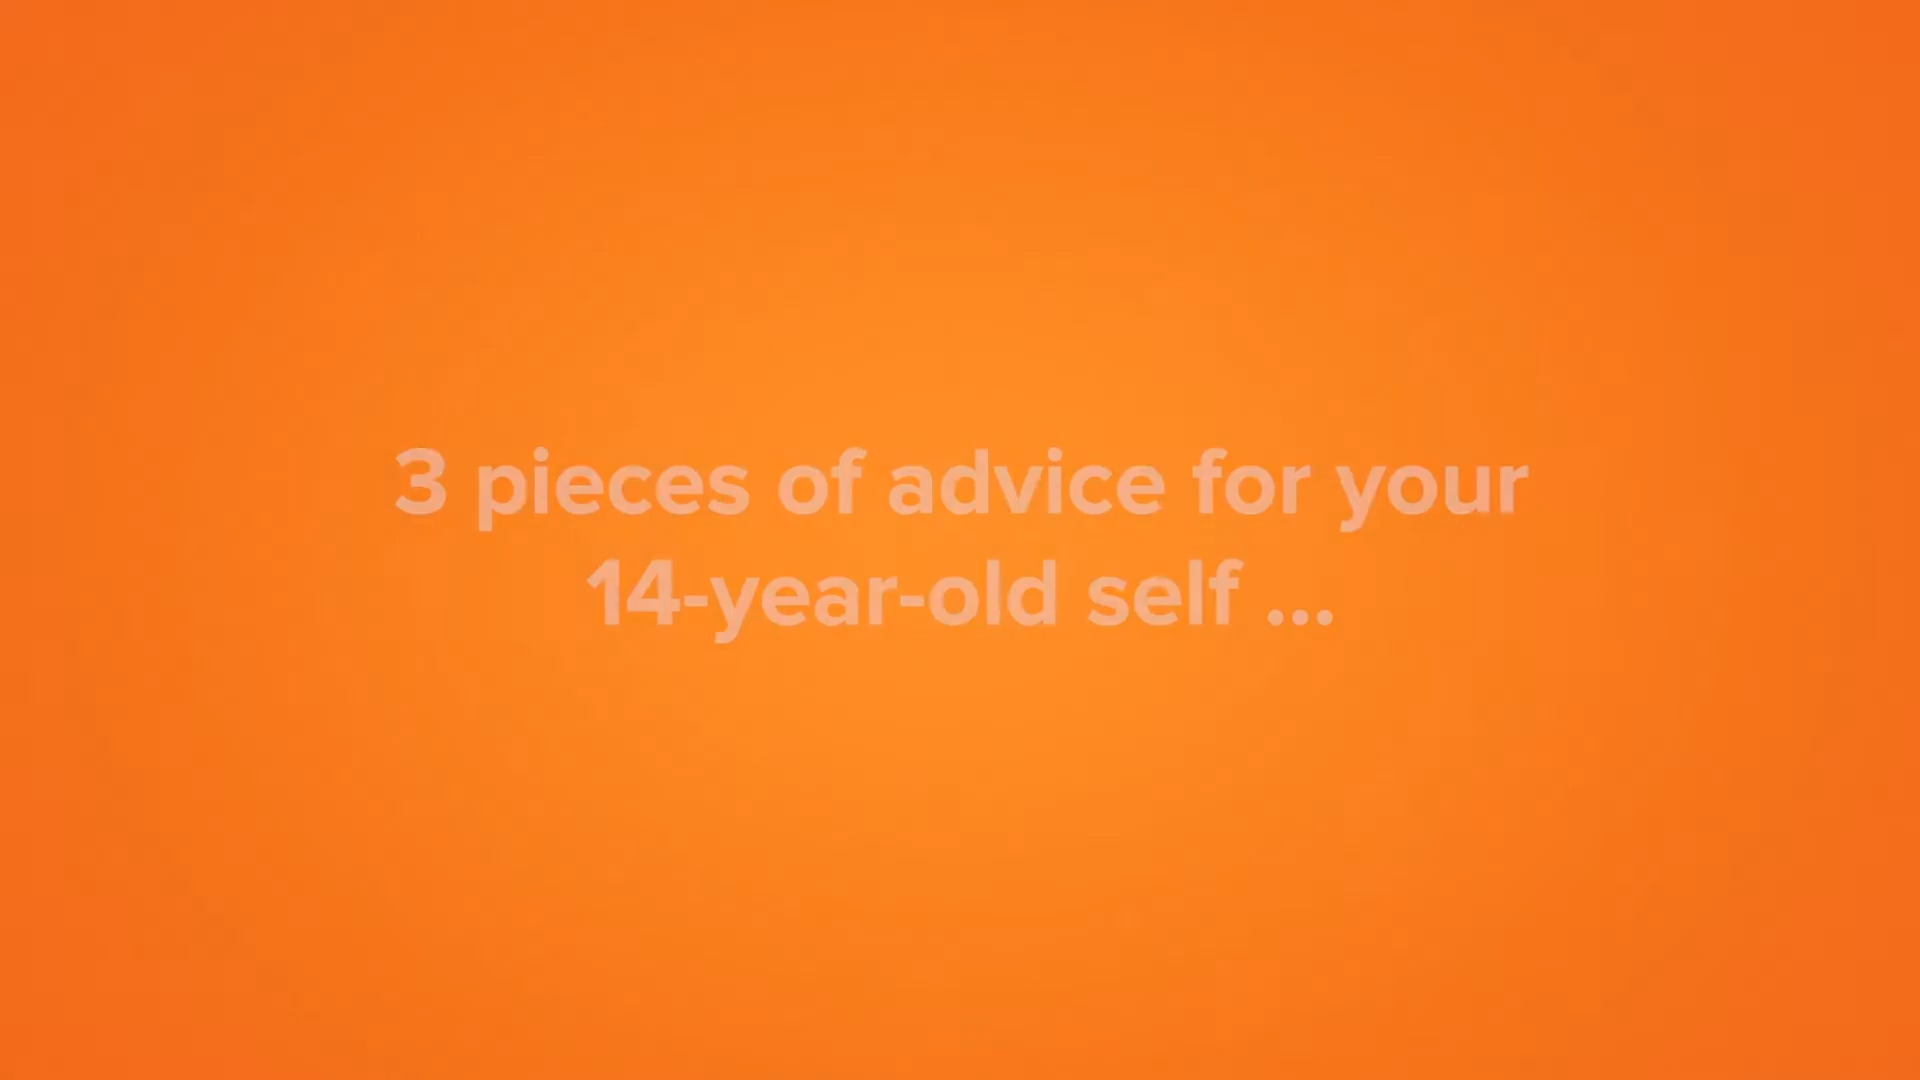 3 pieces of advice for your
14-year-old self ...